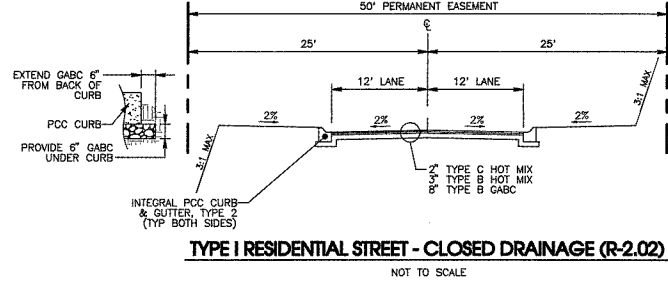 50' PERMANENT EASEMENT
℄
25'
25'
EXTEND GABC 6"
FROM BACK OF
CURB
12' LANE
12' LANE
3:1 MAX
PCC CURB
2%
2%
2%
2%
PROVIDE 6" GABC
UNDER CURB
3:1 MAX
2" TYPE C HOT MIX
3" TYPE B HOT MIX
8" TYPE B GABC
INTEGRAL PCC CURB
& GUTTER, TYPE 2
(TYP BOTH SIDES)
TYPE I RESIDENTIAL STREET - CLOSED DRAINAGE (R-2.02)
NOT TO SCALE